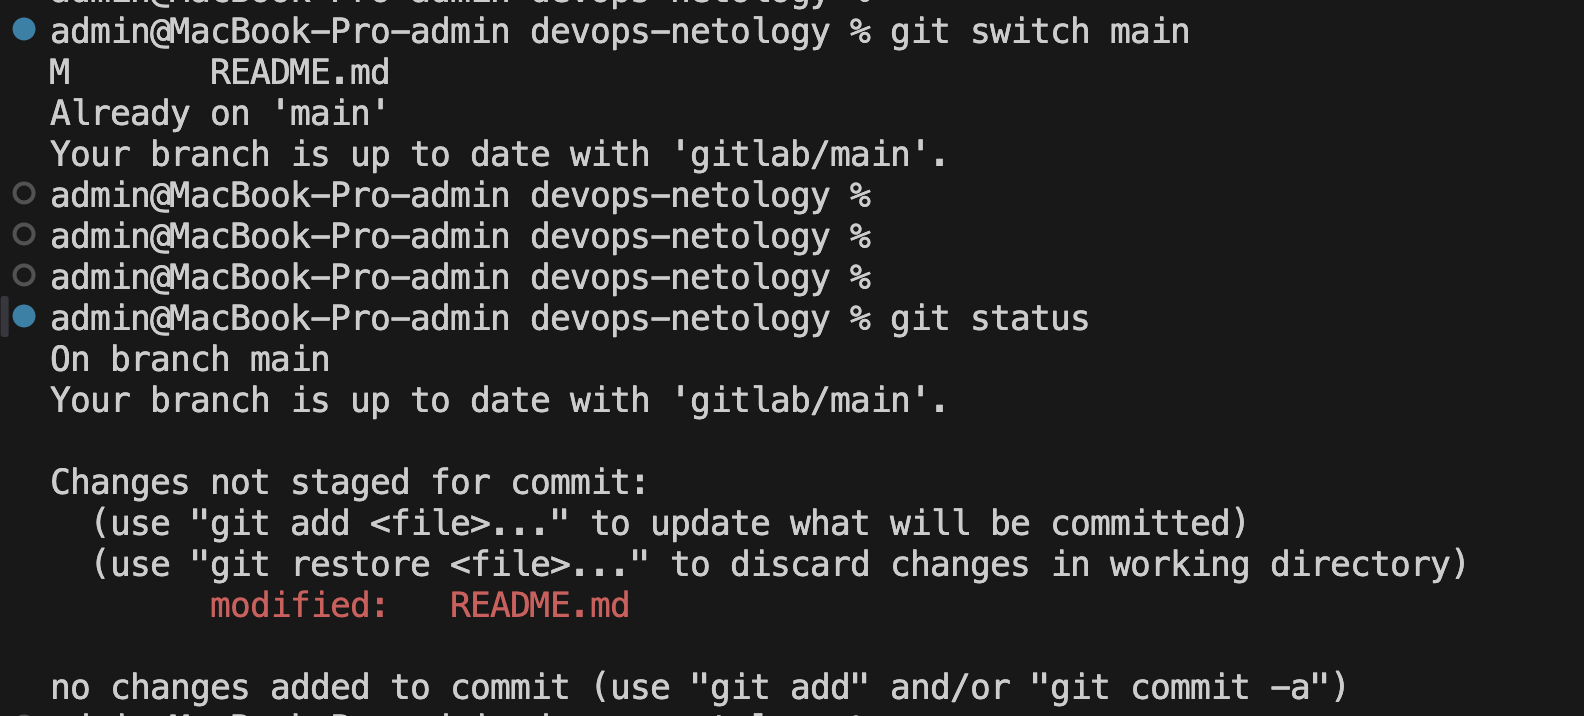 admin@MacBook-Pro-admin devops-netology % git switch main
M       README.md
Already on 'main'
Your branch is up to date with 'gitlab/main'.
admin@MacBook-Pro-admin devops-netology %
admin@MacBook-Pro-admin devops-netology %
admin@MacBook-Pro-admin devops-netology %
admin@MacBook-Pro-admin devops-netology % git status
On branch main
Your branch is up to date with 'gitlab/main'.

Changes not staged for commit:
  (use "git add <file>..." to update what will be committed)
  (use "git restore <file>..." to discard changes in working directory)
        modified:   README.md

no changes added to commit (use "git add" and/or "git commit -a")